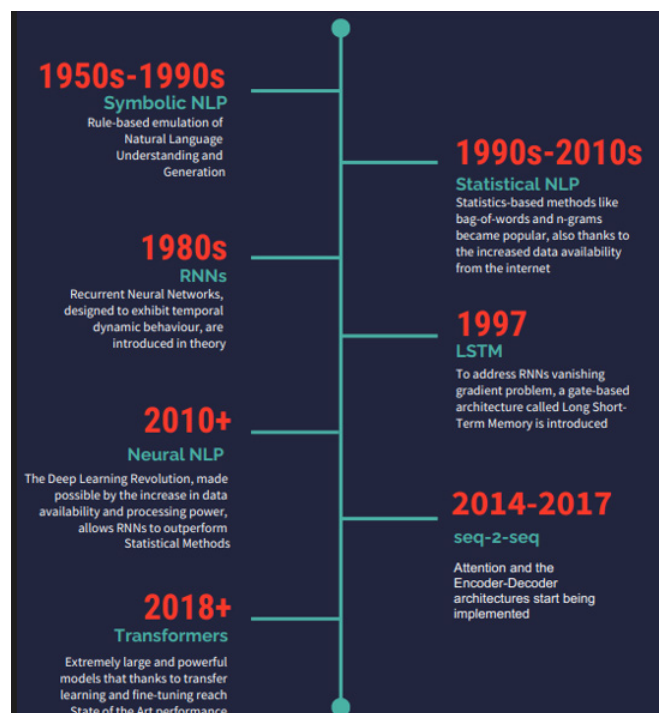 1950s-1990s
Symbolic NLP
Rule-based emulation of
Natural Language
Understanding and
Generation
1990s-2010s
Statistical NLP
Statistics-based methods like
bag-of-words and n-grams
became popular, also thanks to
the increased data availability
from the internet
1980s
RNNs
Recurrent Neural Networks,
designed to exhibit temporal
dynamic behaviour, are
introduced in theory
1997
LSTM
To address RNNs vanishing
gradient problem, a gate-based
architecture called Long Short-
Term Memory is introduced
2010+
Neural NLP
The Deep Learning Revolution, made
possible by the increase in data
availability and processing power,
allows RNNs to outperform
Statistical Methods
2014-2017
seq-2-seq
Attention and the
Encoder-Decoder
architectures start being
implemented
2018+
Transformers
Extremely large and powerful
models that thanks to transfer
learning and fine-tuning reach
State of the Art performance